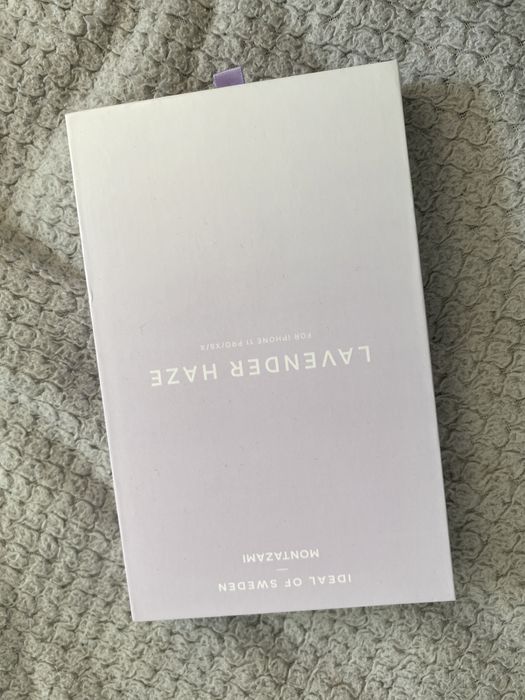 IDEAL OF SWEDEN
—
MONTAZAMI
LAVENDER HAZE
FOR IPHONE 11 PRO/XS/X